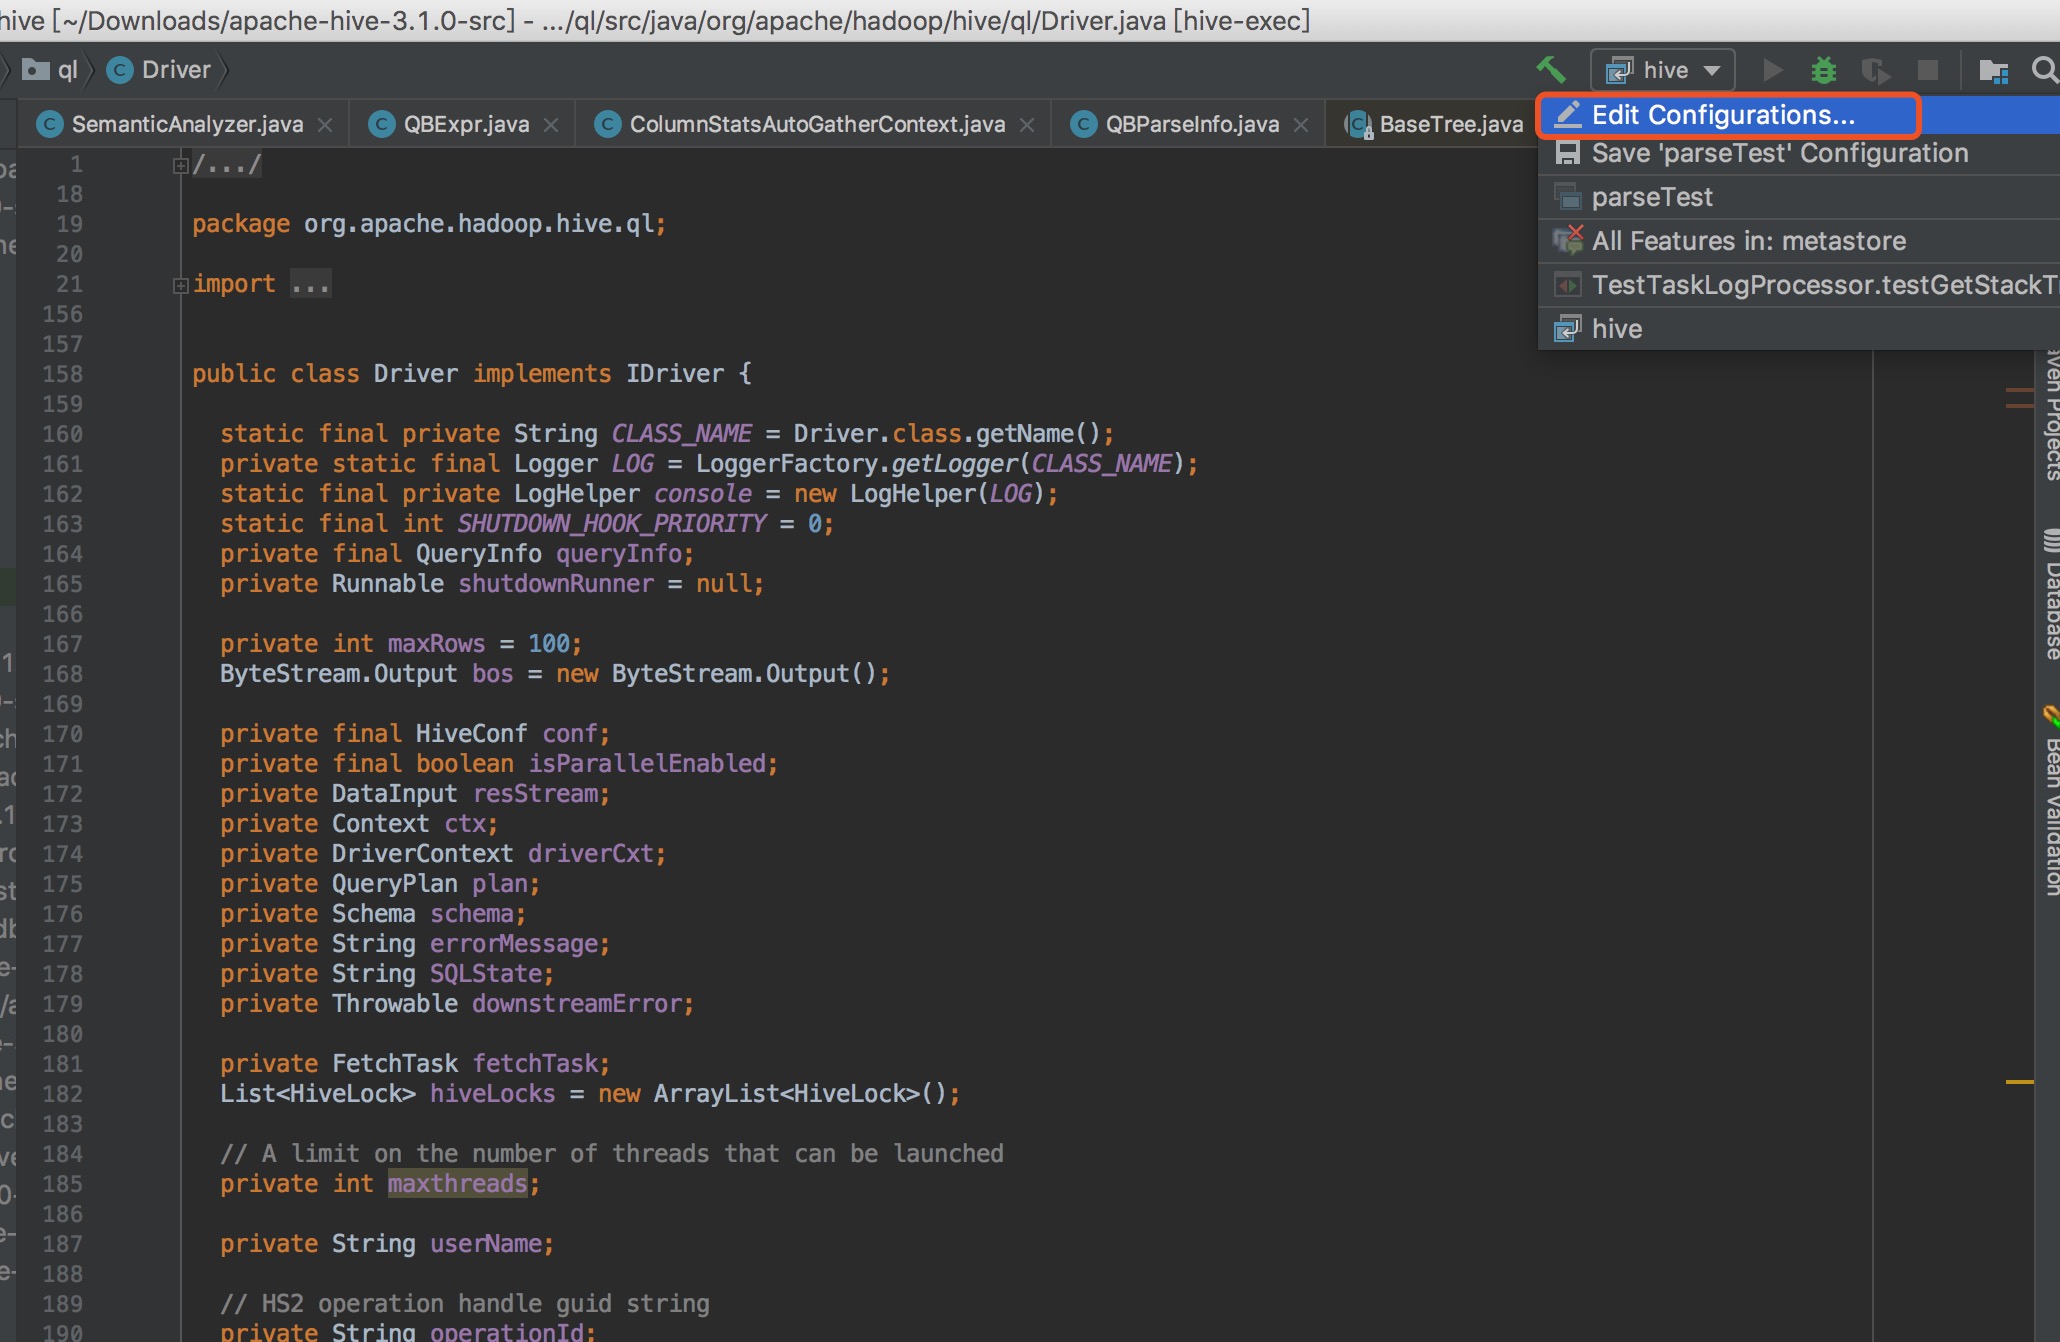 hive [~/Downloads/apache-hive-3.1.0-src] - .../ql/src/java/org/apache/hadoop/hive/ql/Driver.java [hive-exec]
ql Driver
hive
SemanticAnalyzer.java QBExpr.java ColumnStatsAutoGatherContext.java QBParseInfo.java BaseTree.java
Edit Configurations...
Save 'parseTest' Configuration
parseTest
All Features in: metastore
TestTaskLogProcessor.testGetStackT
hive
1 /.../
18
19 package org.apache.hadoop.hive.ql;
20
21 import ...
156
157
158 public class Driver implements IDriver {
159
160 static final private String CLASS_NAME = Driver.class.getName();
161 private static final Logger LOG = LoggerFactory.getLogger(CLASS_NAME);
162 static final private LogHelper console = new LogHelper(LOG);
163 static final int SHUTDOWN_HOOK_PRIORITY = 0;
164 private final QueryInfo queryInfo;
165 private Runnable shutdownRunner = null;
166
167 private int maxRows = 100;
168 ByteStream.Output bos = new ByteStream.Output();
169
170 private final HiveConf conf;
171 private final boolean isParallelEnabled;
172 private DataInput resStream;
173 private Context ctx;
174 private DriverContext driverCxt;
175 private QueryPlan plan;
176 private Schema schema;
177 private String errorMessage;
178 private String SQLState;
179 private Throwable downstreamError;
180
181 private FetchTask fetchTask;
182 List<HiveLock> hiveLocks = new ArrayList<HiveLock>();
183
184 // A limit on the number of threads that can be launched
185 private int maxthreads;
186
187 private String userName;
188
189 // HS2 operation handle guid string
190 private String operationId;
Projects
Database
Bean Validation